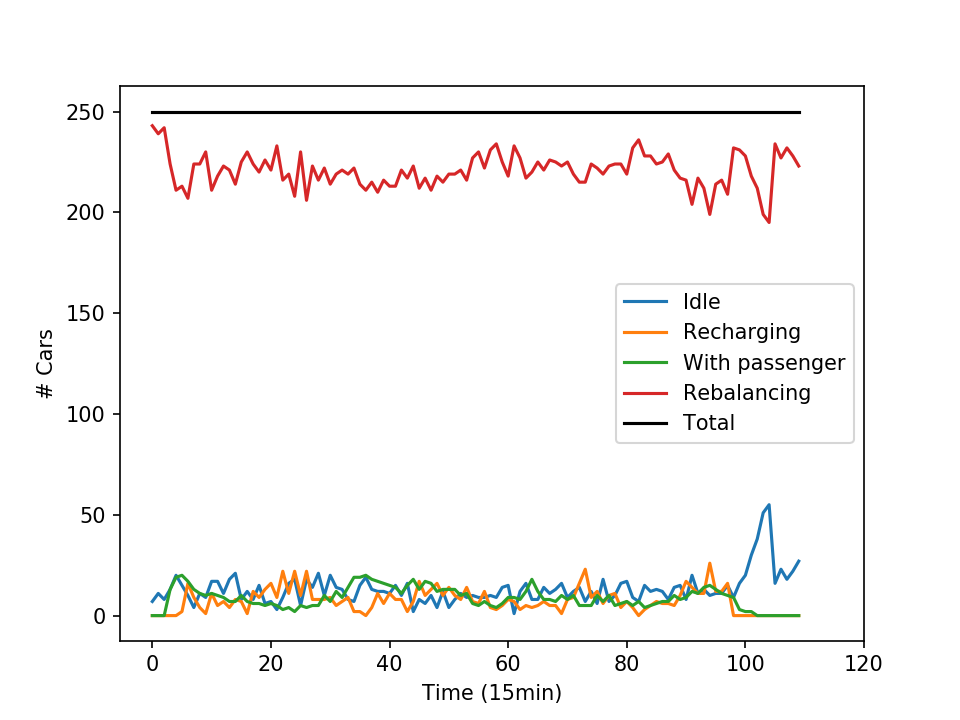 250
200
150
100
50
0
# Cars
Idle
Recharging
With passenger
Rebalancing
Total
0 20 40 60 80 100 120
Time (15min)